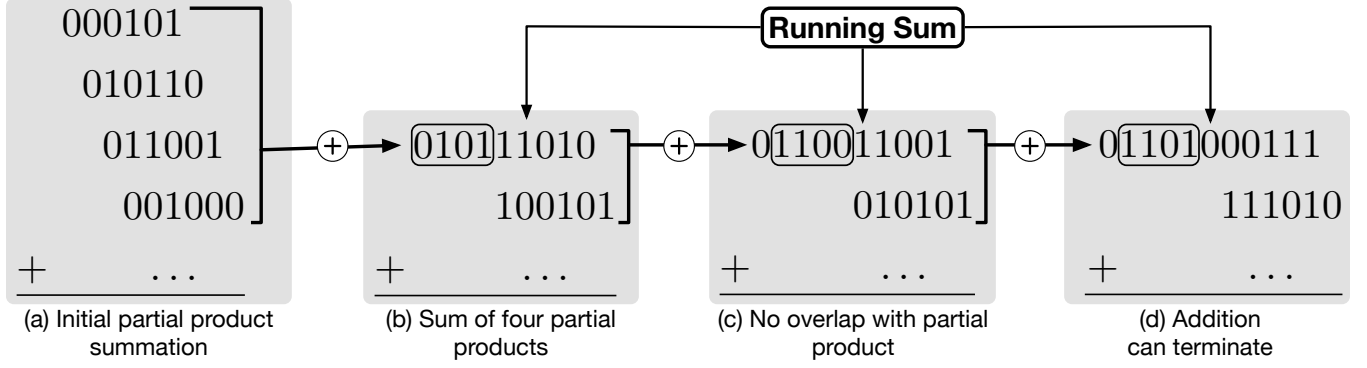 Running Sum
000101
010110
011001
001000
+ ...
(a) Initial partial product
summation
+
010111010
100101
+ ...
(b) Sum of four partial
products
+
0110011001
010101
+ ...
(c) No overlap with partial
product
+
01101000111
111010
+ ...
(d) Addition
can terminate